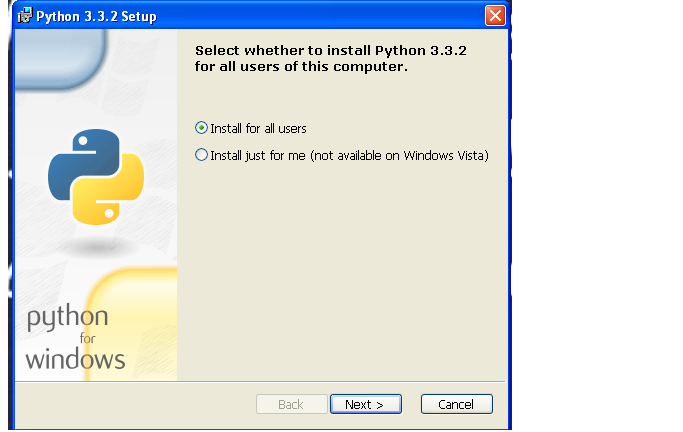 Python 3.3.2 Setup
Select whether to install Python 3.3.2
for all users of this computer.
Install for all users
Install just for me (not available on Windows Vista)
python
for
windows
Back
Next >
Cancel